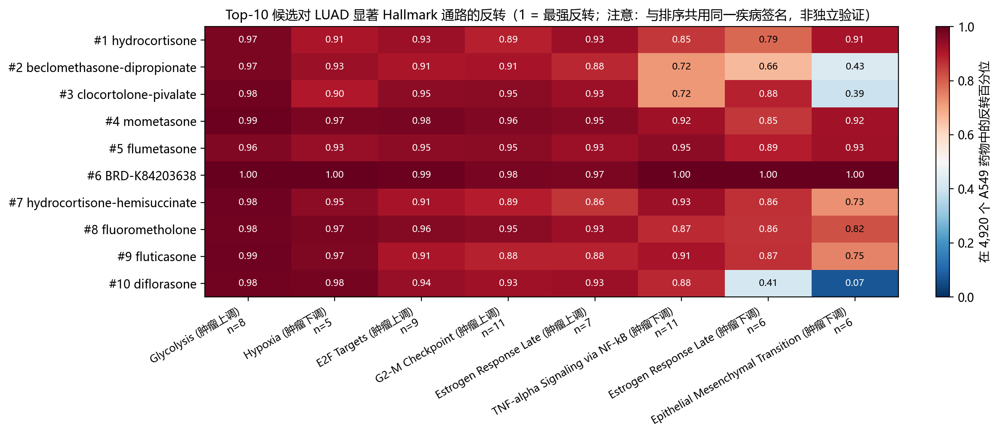 Top-10 候选对 LUAD 显著 Hallmark 通路的反转（1 = 最强反转；注意：与排序共用同一疾病签名，非独立验证）
#1 hydrocortisone 0.97 0.91 0.93 0.89 0.93 0.85 0.79 0.91
#2 beclomethasone-dipropionate 0.97 0.93 0.91 0.91 0.88 0.72 0.66 0.43
#3 clocortolone-pivalate 0.98 0.90 0.95 0.95 0.93 0.72 0.88 0.39
#4 mometasone 0.99 0.97 0.98 0.96 0.95 0.92 0.85 0.92
#5 flumetasone 0.96 0.93 0.95 0.95 0.93 0.95 0.89 0.93
#6 BRD-K84203638 1.00 1.00 0.99 0.98 0.97 1.00 1.00 1.00
#7 hydrocortisone-hemisuccinate 0.98 0.95 0.91 0.89 0.86 0.93 0.86 0.73
#8 fluorometholone 0.98 0.97 0.96 0.95 0.93 0.87 0.86 0.82
#9 fluticasone 0.99 0.97 0.91 0.88 0.88 0.91 0.87 0.75
#10 diflorasone 0.98 0.98 0.94 0.93 0.93 0.88 0.41 0.07
Glycolysis (肿瘤上调)
n=8
Hypoxia (肿瘤下调)
n=5
E2F Targets (肿瘤上调)
n=9
G2-M Checkpoint (肿瘤上调)
n=11
Estrogen Response Late (肿瘤上调)
n=7
TNF-alpha Signaling via NF-kB (肿瘤下调)
n=11
Estrogen Response Late (肿瘤下调)
n=6
Epithelial Mesenchymal Transition (肿瘤下调)
n=6
1.0
0.8
0.6
0.4
0.2
0.0
在 4,920 个 A549 药物中的反转百分位